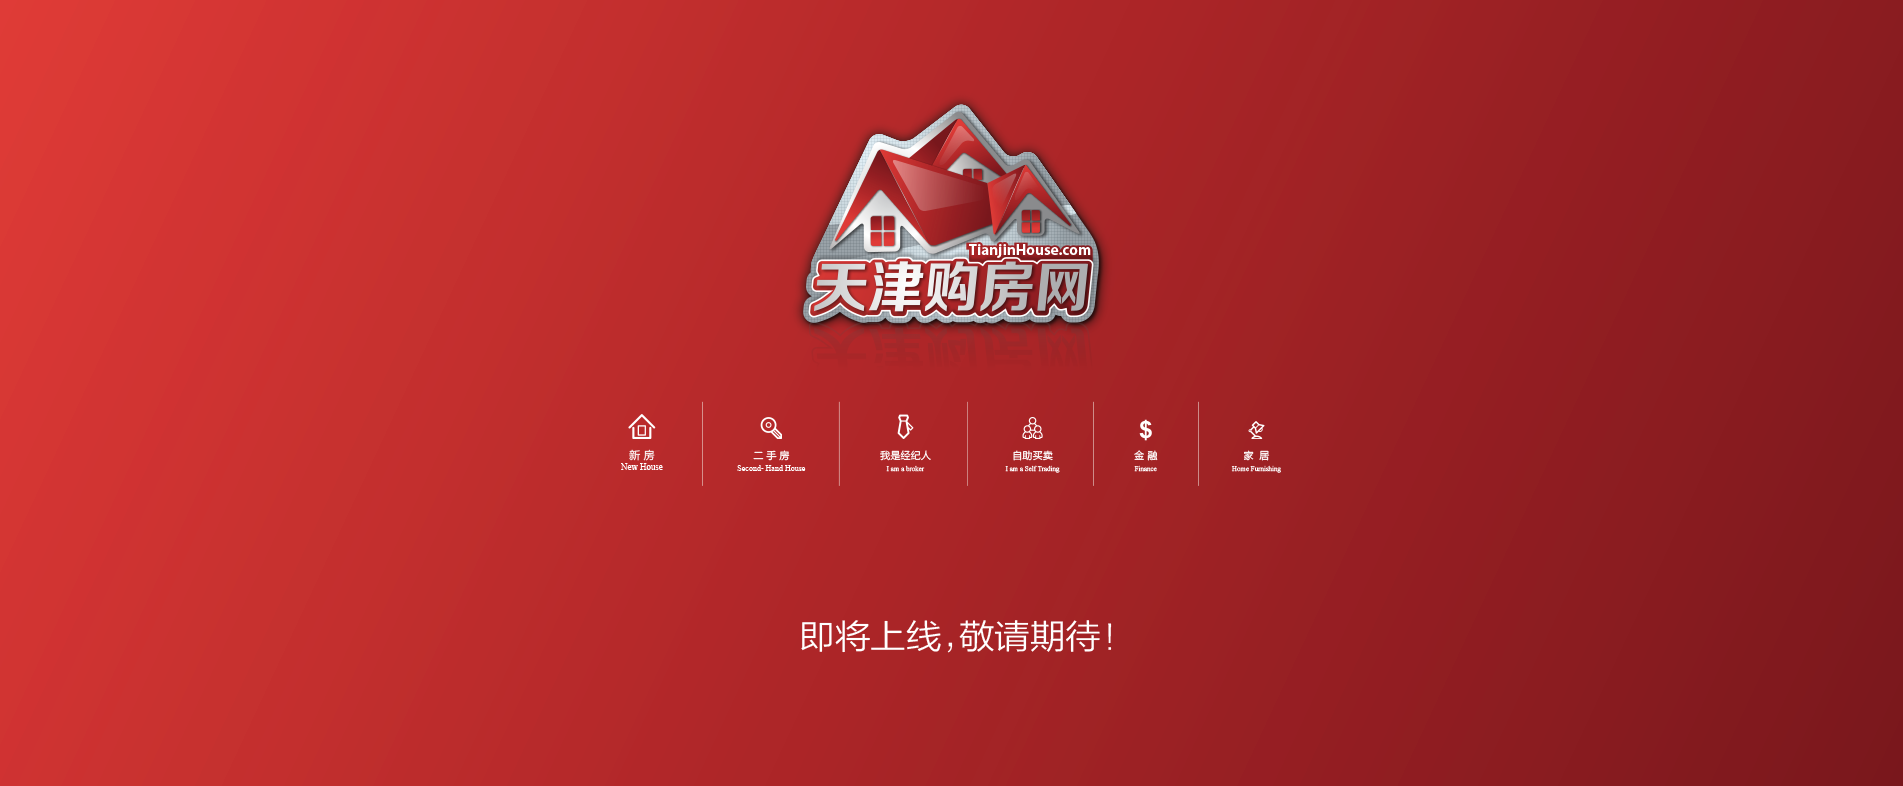 TianjinHouse.com
天津购房网
新 房
New House
二 手 房
Second- Hand House
我是经纪人
I am a broker
自助买卖
I am a Self Trading
$
金 融
Finance
家 居
Home Furnishing
即将上线,敬请期待!